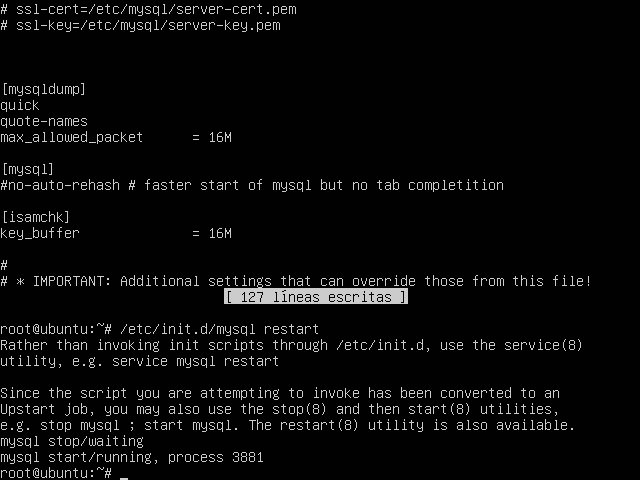 # ssl-cert=/etc/mysql/server-cert.pem
# ssl-key=/etc/mysql/server-key.pem
[mysqldump]
quick
quote-names
max_allowed_packet      = 16M
[mysql]
#no-auto-rehash # faster start of mysql but no tab completition
[isamchk]
key_buffer              = 16M
#
# * IMPORTANT: Additional settings that can override those from this file!
[ 127 líneas escritas ]
root@ubuntu:~# /etc/init.d/mysql restart
Rather than invoking init scripts through /etc/init.d, use the service(8)
utility, e.g. service mysql restart
Since the script you are attempting to invoke has been converted to an
Upstart job, you may also use the stop(8) and then start(8) utilities,
e.g. stop mysql ; start mysql. The restart(8) utility is also available.
mysql stop/waiting
mysql start/running, process 3881
root@ubuntu:~# _